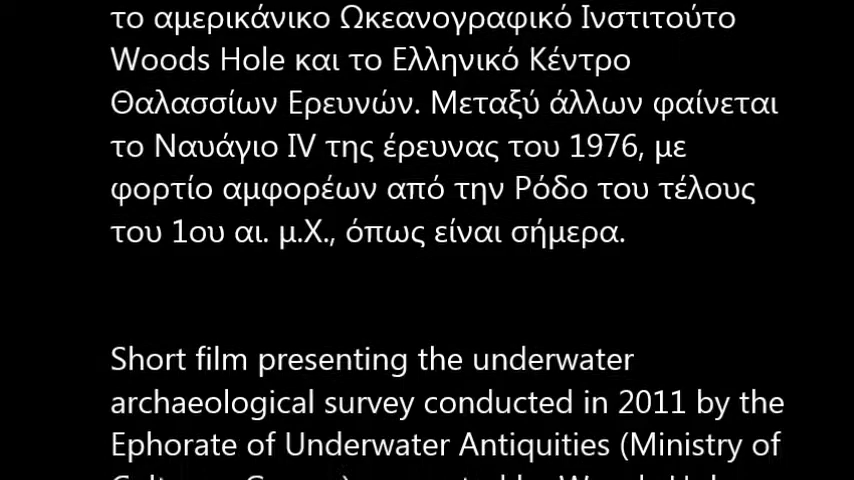 το αμερικάνικο Ωκεανογραφικό Ινστιτούτο
Woods Hole και το Ελληνικό Κέντρο
Θαλασσίων Ερευνών. Μεταξύ άλλων φαίνεται
το Ναυάγιο IV της έρευνας του 1976, με
φορτίο αμφορέων από την Ρόδο του τέλους
του 1ου αι. μ.Χ., όπως είναι σήμερα.
Short film presenting the underwater
archaeological survey conducted in 2011 by the
Ephorate of Underwater Antiquities (Ministry of